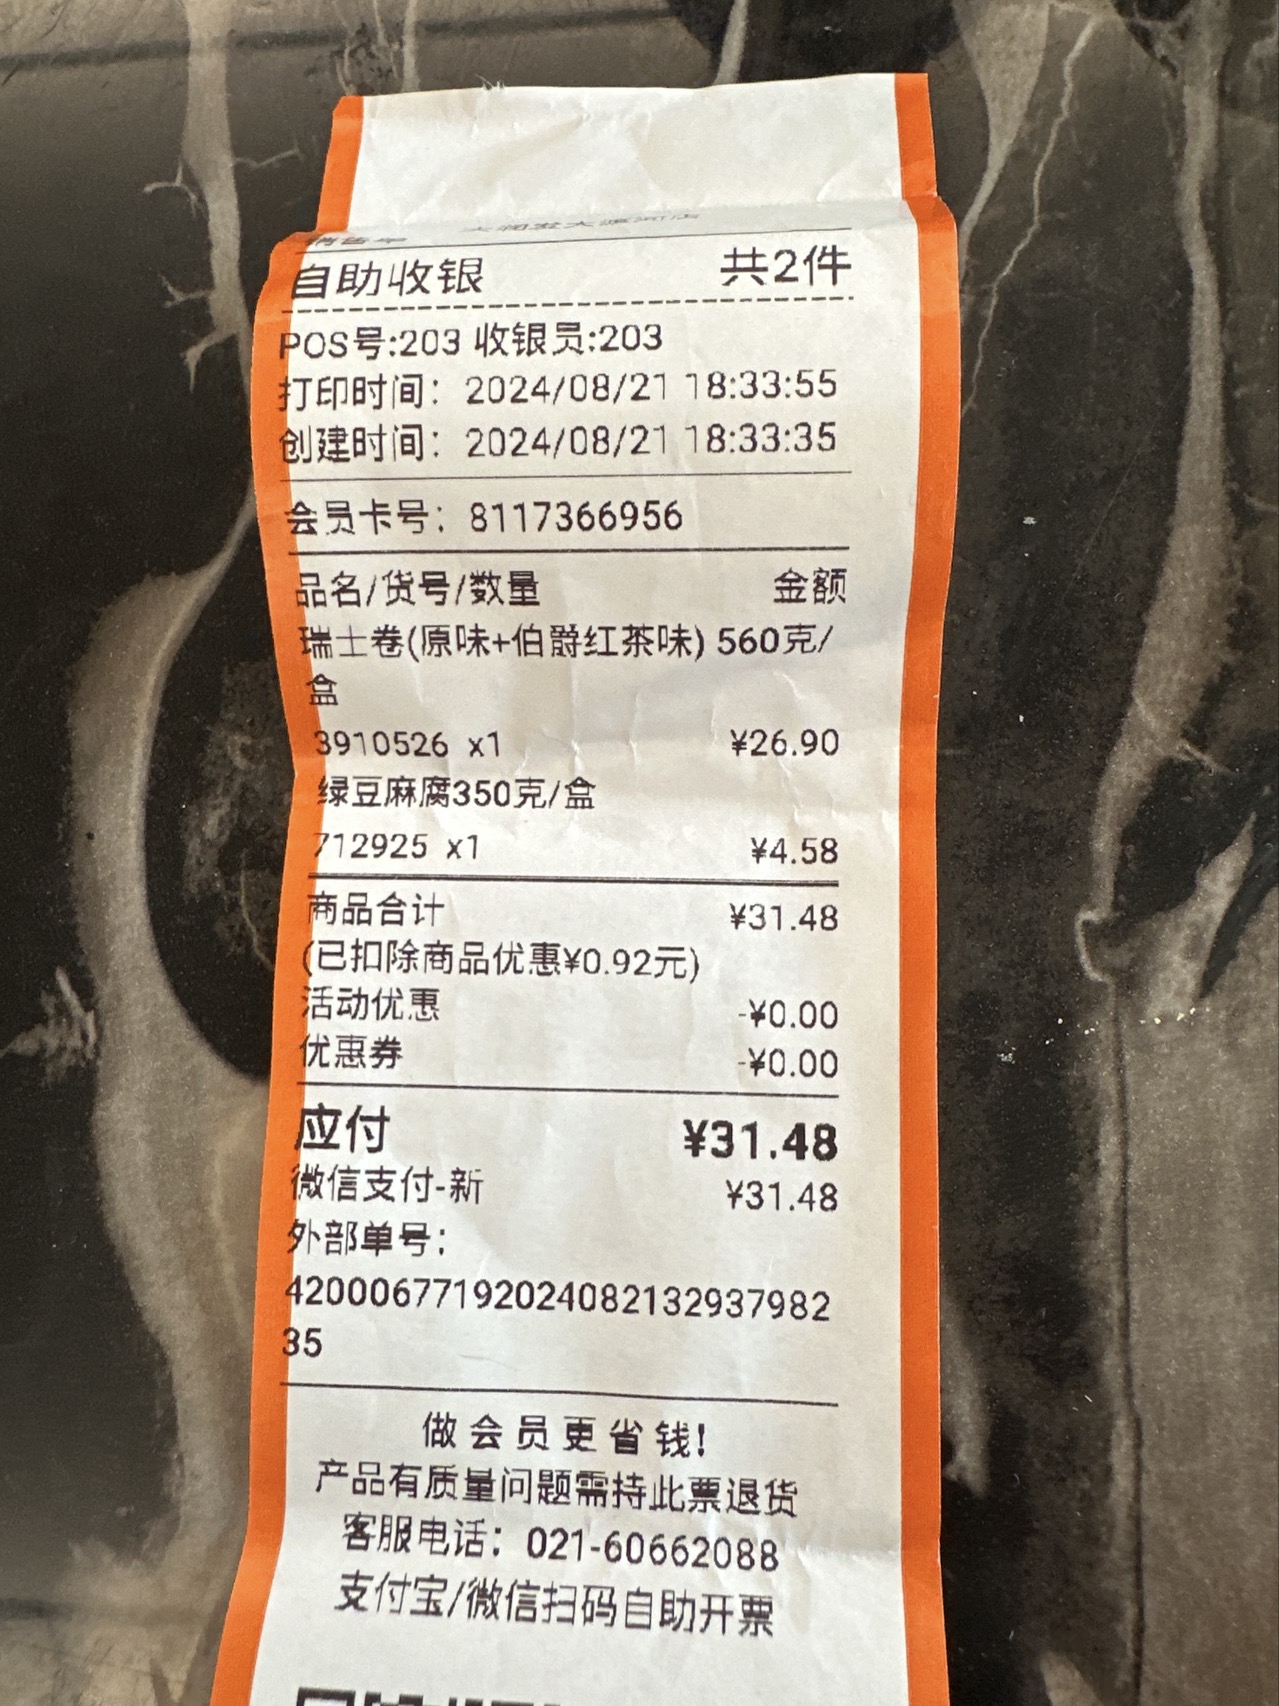 自助收银 共2件
POS号:203 收银员:203
打印时间：2024/08/21 18:33:55
创建时间：2024/08/21 18:33:35
会员卡号：8117366956
品名/货号/数量 金额
瑞士卷(原味+伯爵红茶味) 560克/
盒
3910526 x1 ¥26.90
绿豆麻腐350克/盒
712925 x1 ¥4.58
商品合计 ¥31.48
(已扣除商品优惠¥0.92元)
活动优惠 -¥0.00
优惠券 -¥0.00
应付 ¥31.48
微信支付-新 ¥31.48
外部单号：
42000677192024082132937982
35
做会员更省钱!
产品有质量问题需持此票退货
客服电话：021-60662088
支付宝/微信扫码自助开票